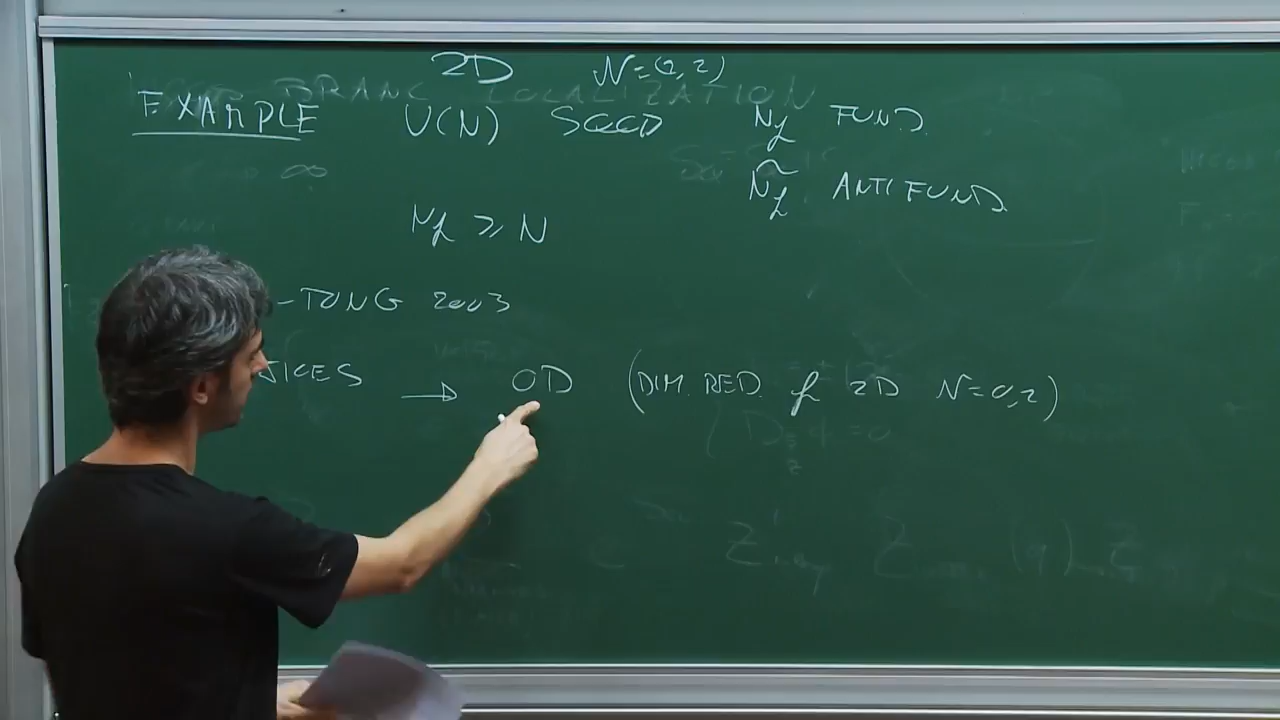 2D N=(2,2)
EXAMPLE U(N) SQCD N_f FUND.
Ñ_f ANTIFUND
N_f ⩾ N
-TONG 2003
TICES → 0D (DIM. RED. of 2D N=0,2)